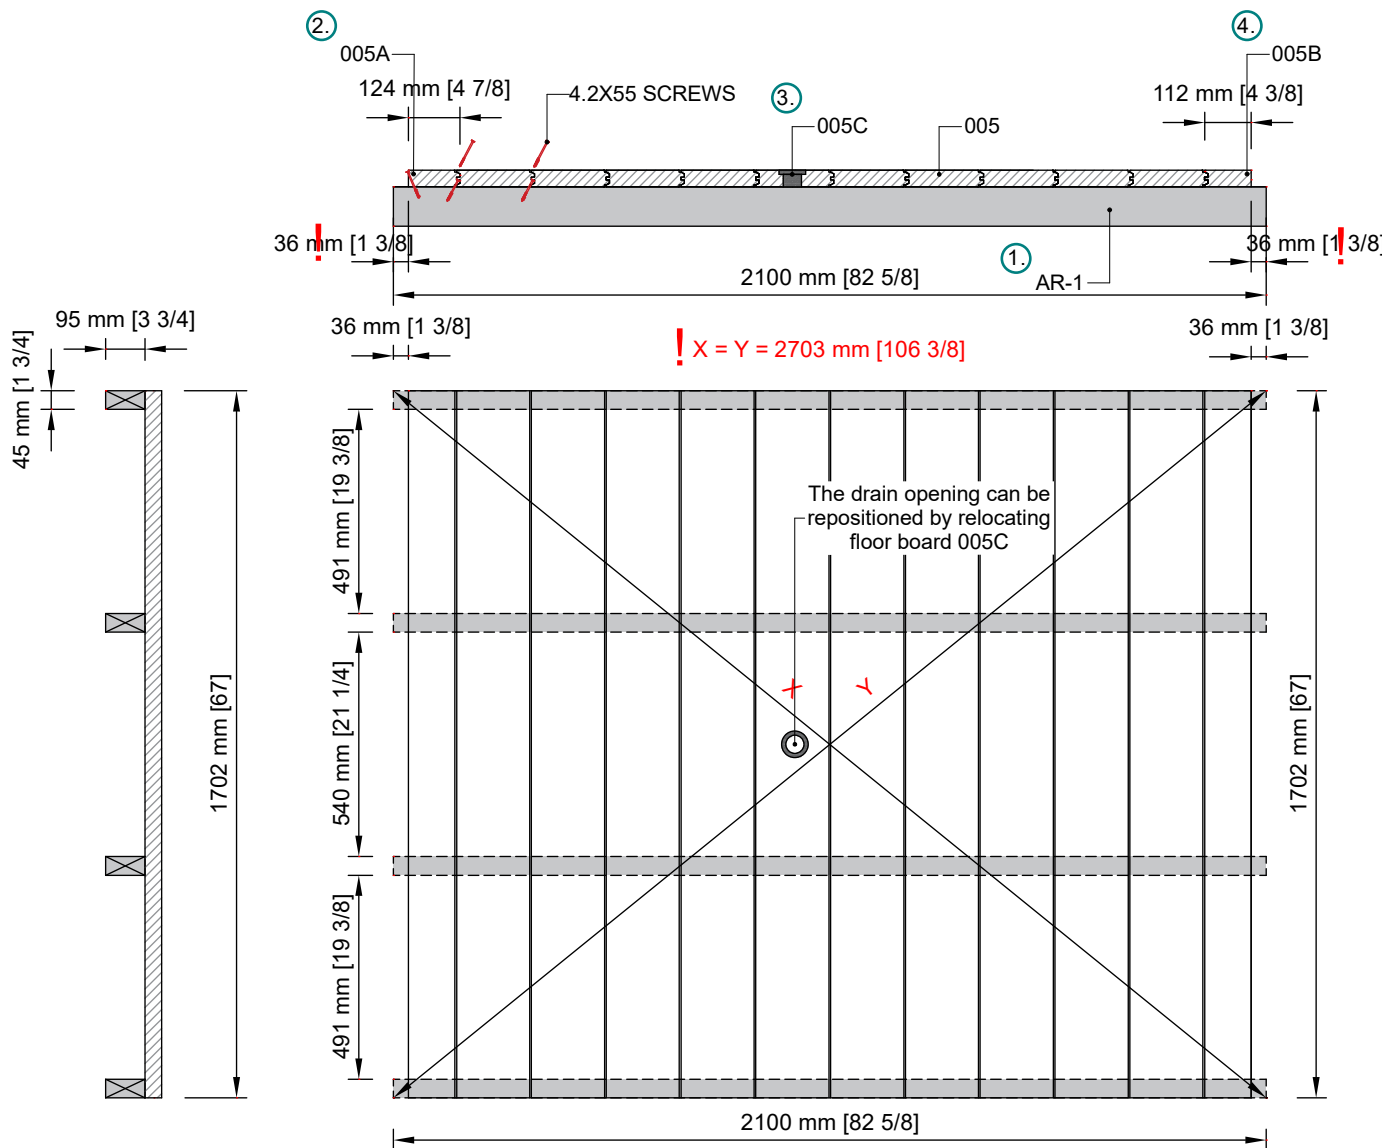 2.
4.
005A
005B
124 mm [4 7/8]
4.2X55 SCREWS
3.
112 mm [4 3/8]
005C
005
!
36 mm [1 3/8]
36 mm [1 3/8]
!
1.
2100 mm [82 5/8]
AR-1
95 mm [3 3/4]
36 mm [1 3/8]
! X = Y = 2703 mm [106 3/8]
36 mm [1 3/8]
45 mm [1 3/4]
491 mm [19 3/8]
The drain opening can be
repositioned by relocating
floor board 005C
X
Y
1702 mm [67]
540 mm [21 1/4]
1702 mm [67]
491 mm [19 3/8]
2100 mm [82 5/8]